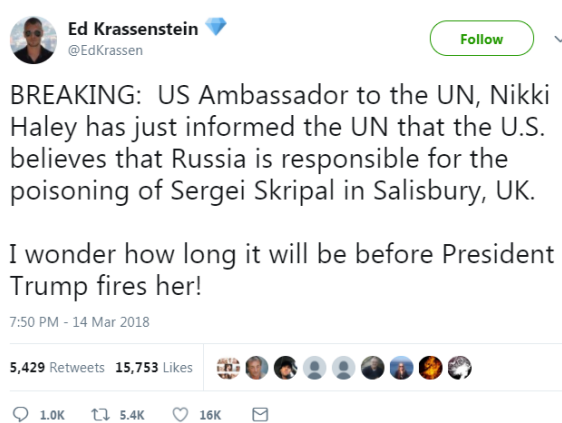 Ed Krassenstein
@EdKrassen
Follow
BREAKING:  US Ambassador to the UN, Nikki
Haley has just informed the UN that the U.S.
believes that Russia is responsible for the
poisoning of Sergei Skripal in Salisbury, UK.
I wonder how long it will be before President
Trump fires her!
7:50 PM - 14 Mar 2018
5,429 Retweets 15,753 Likes
1.0K 5.4K 16K